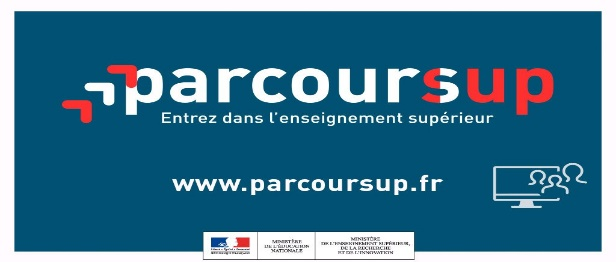 parcoursup
Entrez dans l'enseignement supérieur
www.parcoursup.fr
MINISTÈRE
DE L'ÉDUCATION
NATIONALE
MINISTÈRE
DE L'ENSEIGNEMENT SUPÉRIEUR,
DE LA RECHERCHE
ET DE L'INNOVATION